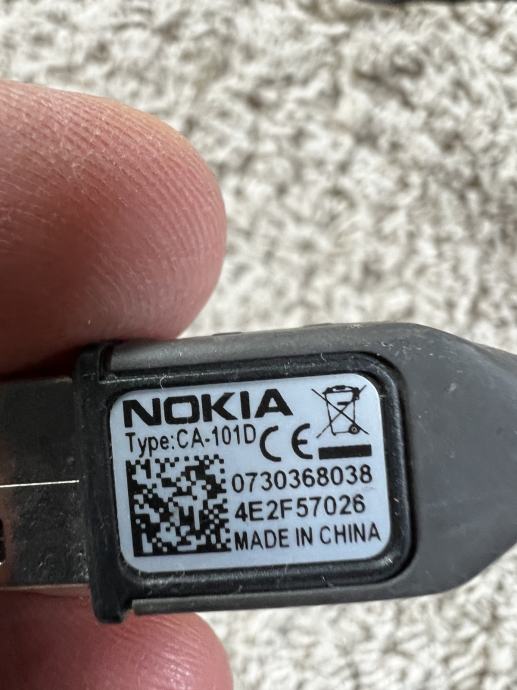 NOKIA
Type:CA-101D CE
0730368038
4E2F57026
MADE IN CHINA